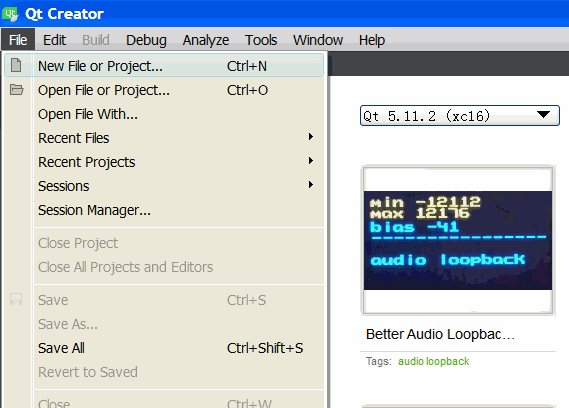 Qt Creator
File Edit Build Debug Analyze Tools Window Help
New File or Project... Ctrl+N
Open File or Project... Ctrl+O
Open File With...
Recent Files
Recent Projects
Sessions
Session Manager...
Close Project
Close All Projects and Editors
Save Ctrl+S
Save As...
Save All Ctrl+Shift+S
Revert to Saved
Close Ctrl+W
Qt 5.11.2 (xc16)
min -12112
max 12176
bias -41
audio loopback
Better Audio Loopbac...
Tags: audio loopback